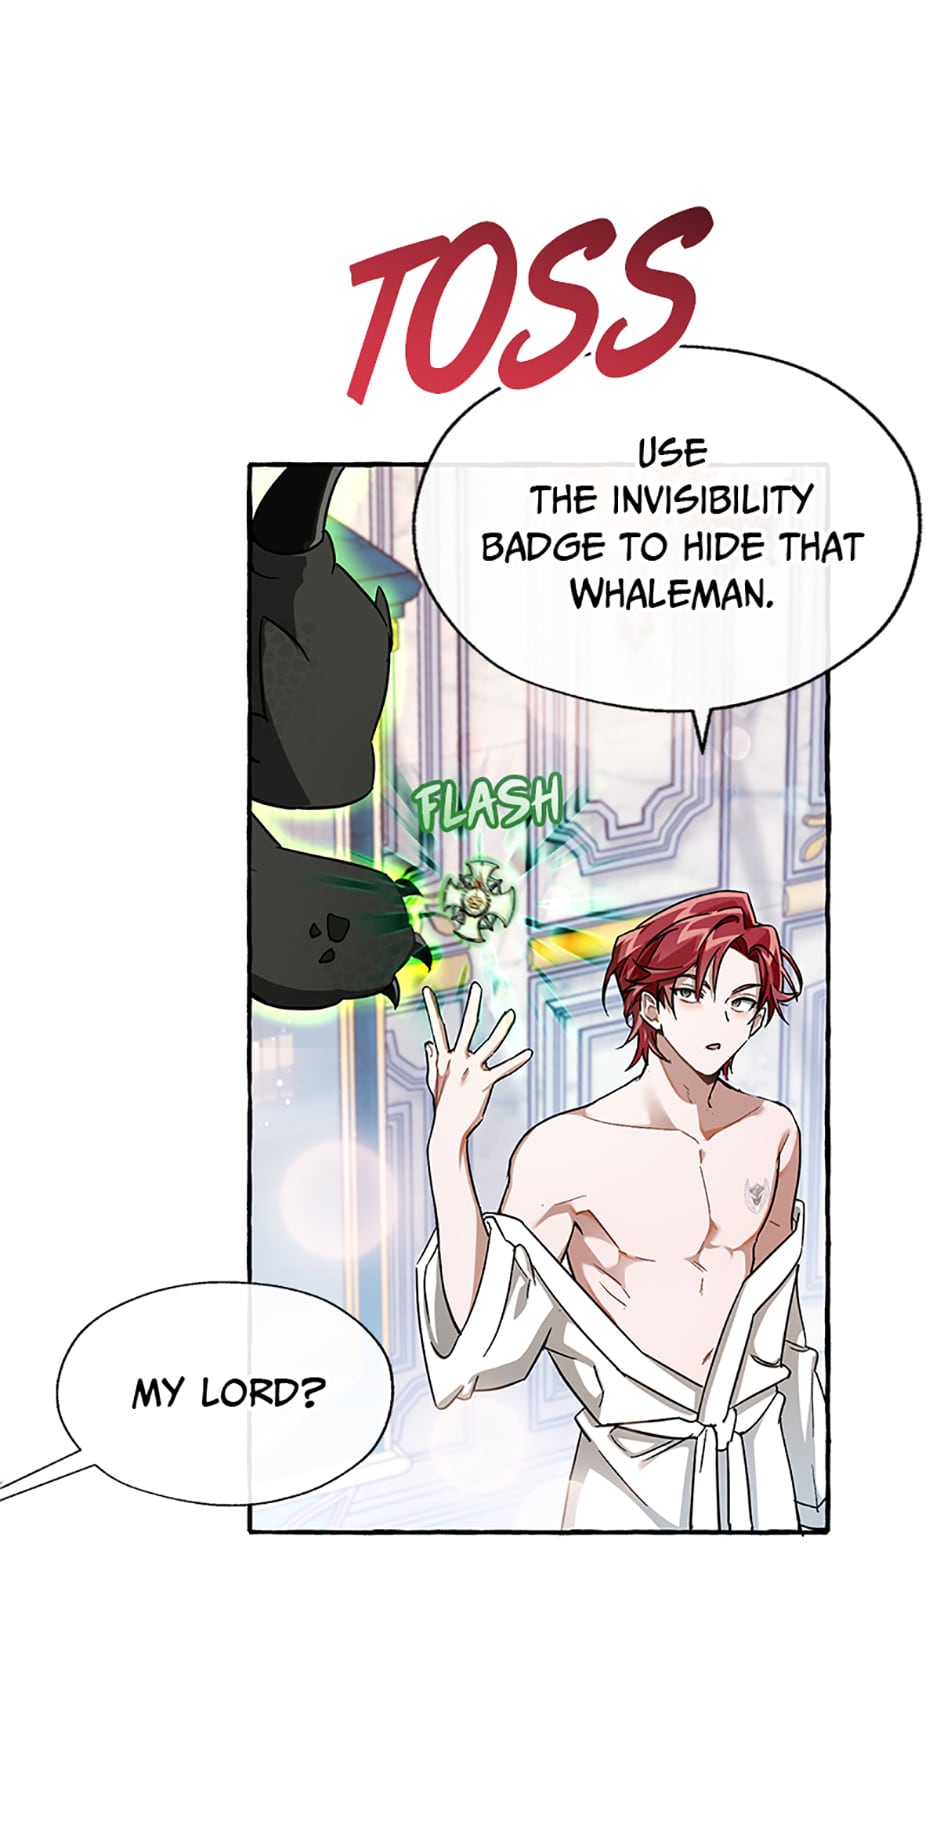 TOSS
USE
THE INVISIBILITY
BADGE TO HIDE THAT
WHALEMAN.
FLASH
MY LORD?